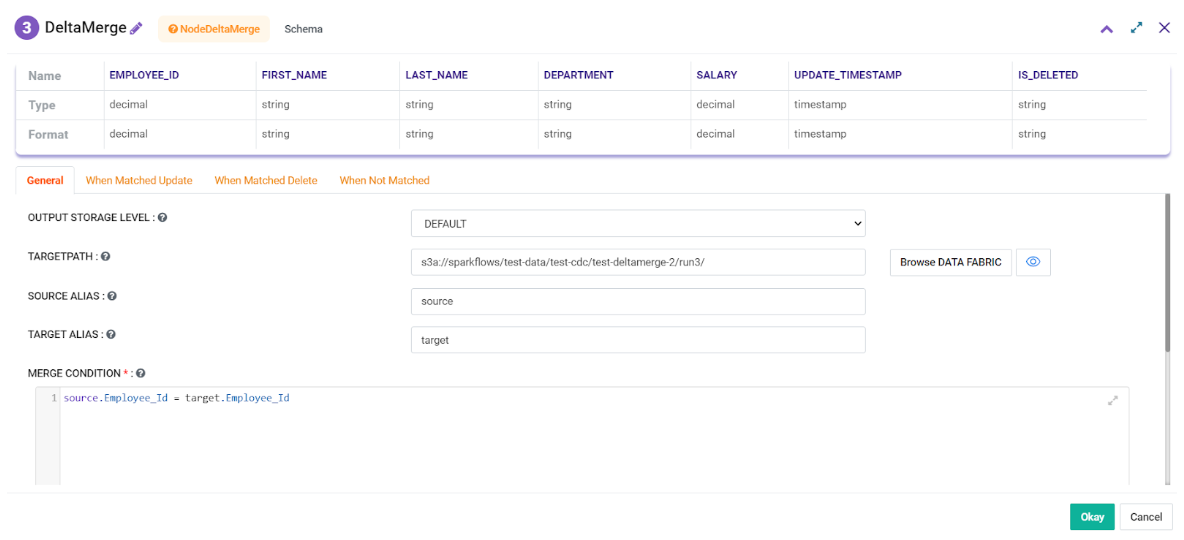 3 DeltaMerge NodeDeltaMerge Schema
Name EMPLOYEE_ID FIRST_NAME LAST_NAME DEPARTMENT SALARY UPDATE_TIMESTAMP IS_DELETED
Type decimal string string string decimal timestamp string
Format decimal string string string decimal timestamp string
General When Matched Update When Matched Delete When Not Matched
OUTPUT STORAGE LEVEL : DEFAULT
TARGETPATH : s3a://sparkflows/test-data/test-cdc/test-deltamerge-2/run3/ Browse DATA FABRIC
SOURCE ALIAS : source
TARGET ALIAS : target
MERGE CONDITION * :
1 source.Employee_Id = target.Employee_Id
Okay Cancel